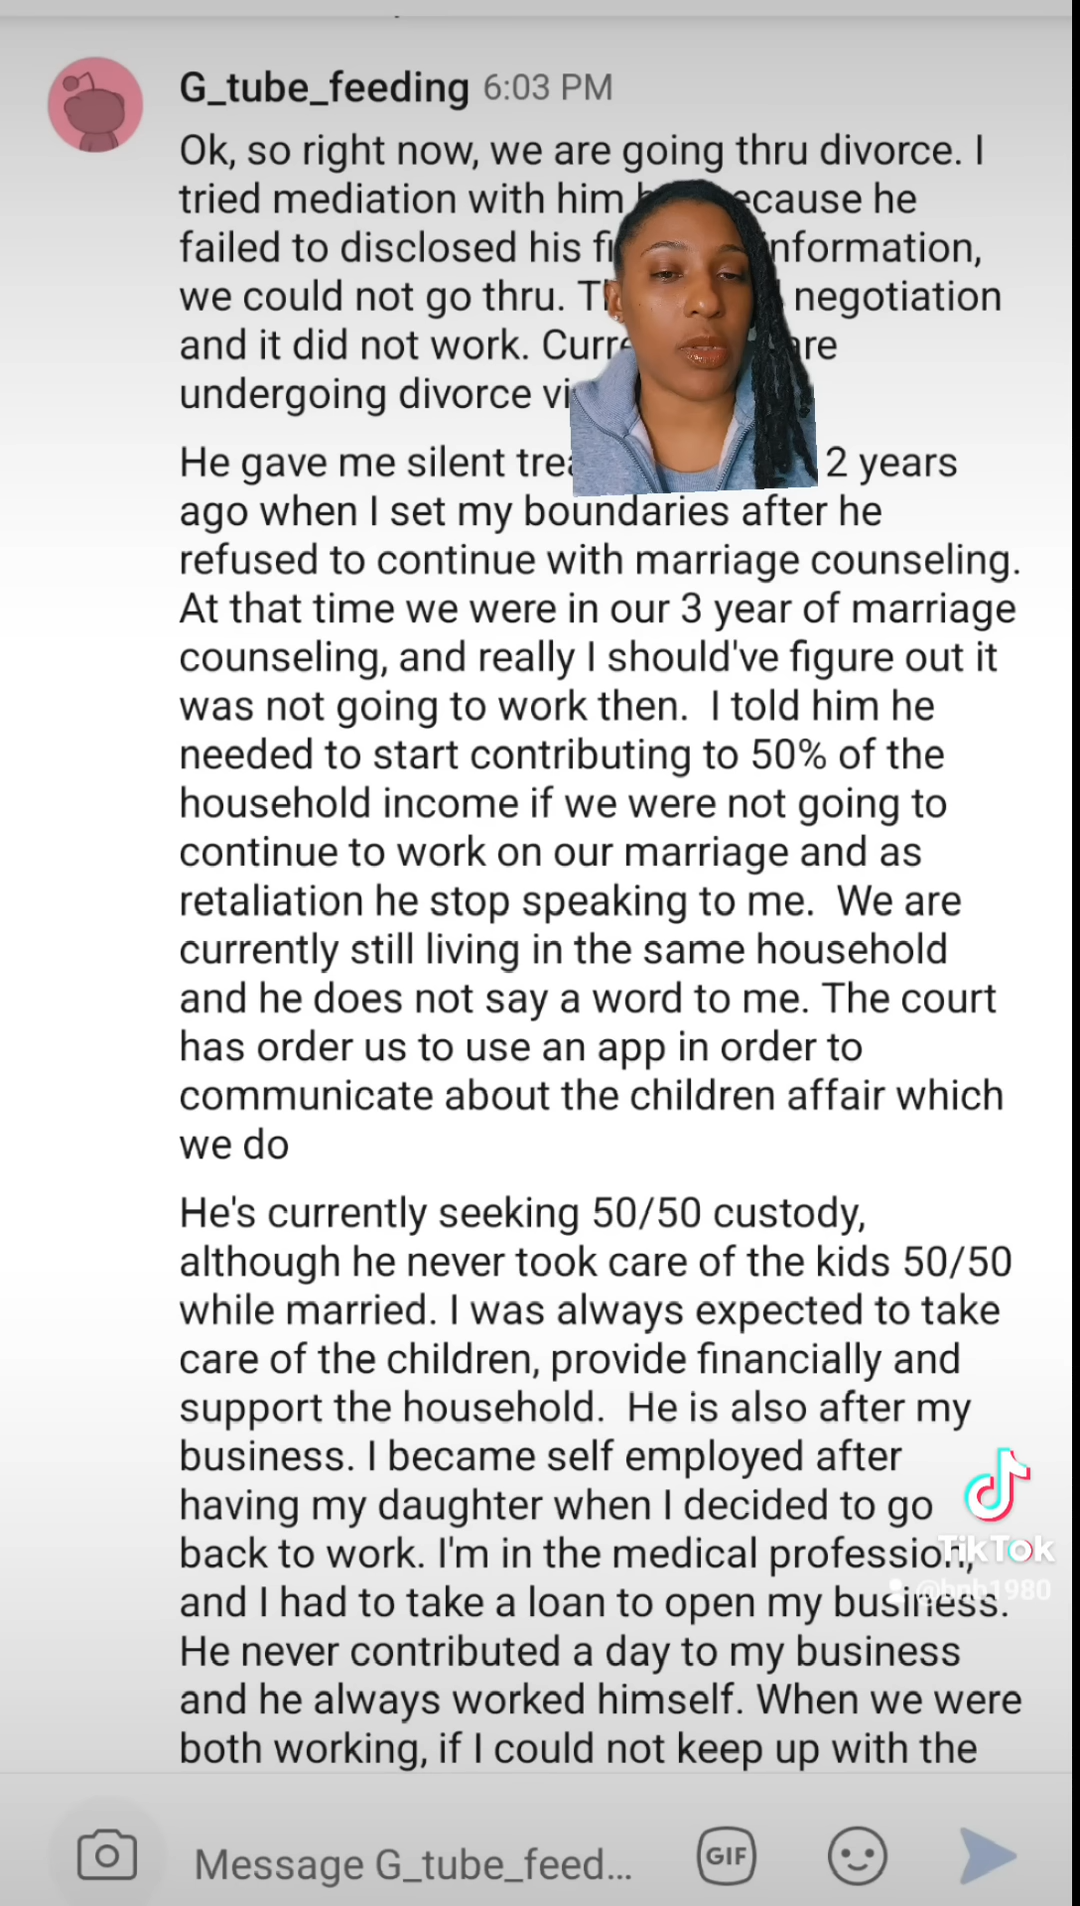 G_tube_feeding 6:03 PM
Ok, so right now, we are going thru divorce. I
tried mediation with him because he
failed to disclosed his information,
we could not go thru. negotiation
and it did not work. are
undergoing divorce
He gave me silent 2 years
ago when I set my boundaries after he
refused to continue with marriage counseling.
At that time we were in our 3 year of marriage
counseling, and really I should've figure out it
was not going to work then. I told him he
needed to start contributing to 50% of the
household income if we were not going to
continue to work on our marriage and as
retaliation he stop speaking to me. We are
currently still living in the same household
and he does not say a word to me. The court
has order us to use an app in order to
communicate about the children affair which
we do
He's currently seeking 50/50 custody,
although he never took care of the kids 50/50
while married. I was always expected to take
care of the children, provide financially and
support the household. He is also after my
business. I became self employed after
having my daughter when I decided to go
back to work. I'm in the medical profession,
and I had to take a loan to open my business.
He never contributed a day to my business
and he always worked himself. When we were
both working, if I could not keep up with the
TikTok
@bnb1980
Message G_tube_feed...
GIF